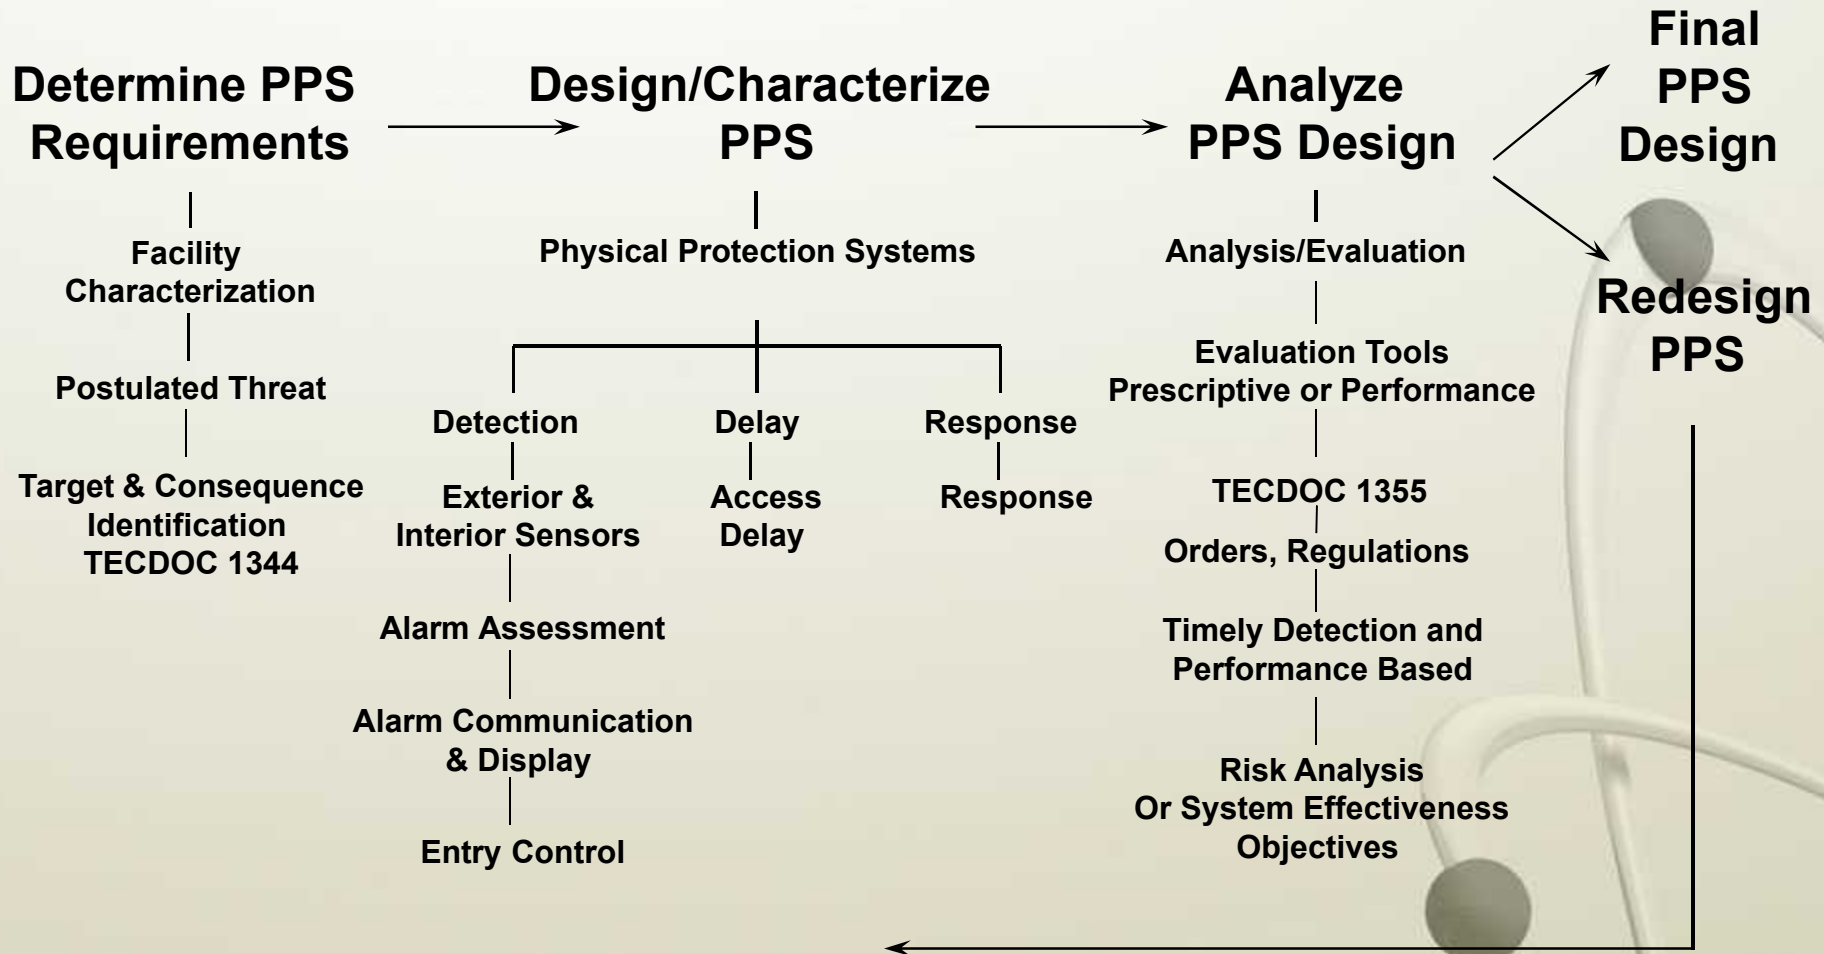 Determine PPS
Requirements
Facility
Characterization
Postulated Threat
Target & Consequence
Identification
TECDOC 1344
Design/Characterize
PPS
Physical Protection Systems
Detection
Exterior &
Interior Sensors
Alarm Assessment
Alarm Communication
& Display
Entry Control
Delay
Access
Delay
Response
Response
Analyze
PPS Design
Analysis/Evaluation
Evaluation Tools
Prescriptive or Performance
TECDOC 1355
Orders, Regulations
Timely Detection and
Performance Based
Risk Analysis
Or System Effectiveness
Objectives
Final
PPS
Design
Redesign
PPS